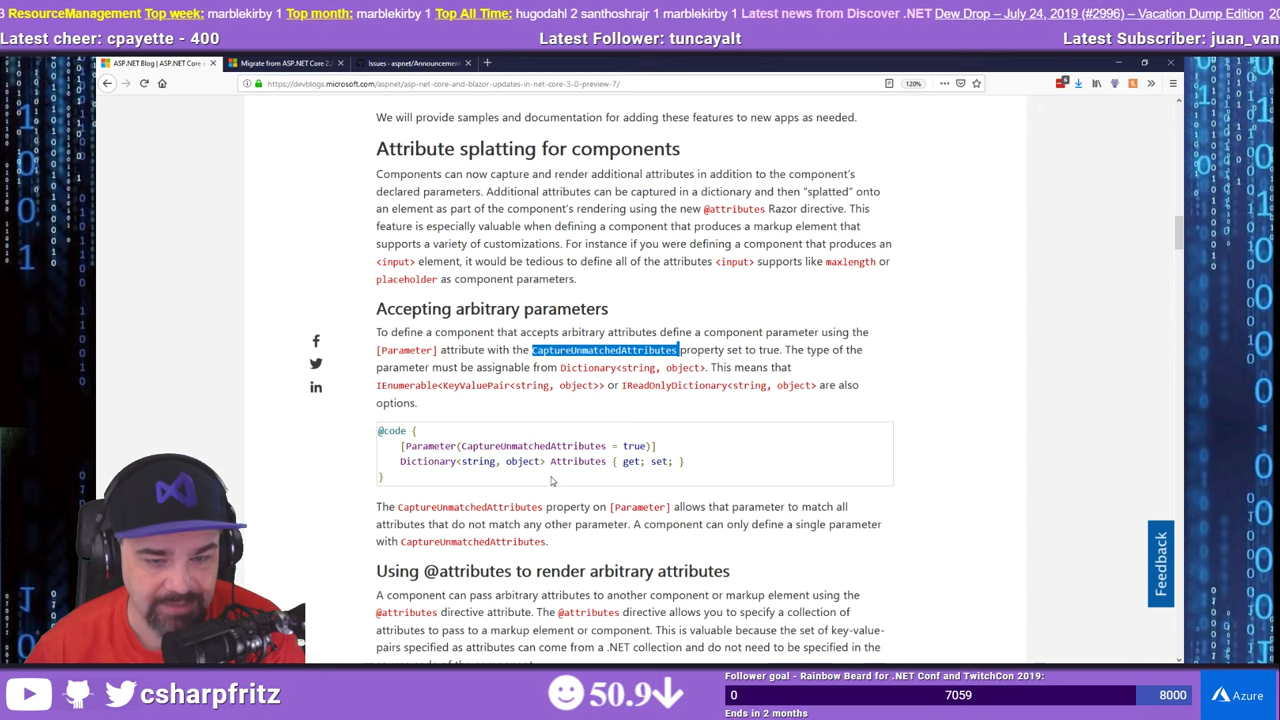 3 ResourceManagement Top week: marblekirby 1 Top month: marblekirby 1 Top All Time: hugodahl 2 santhoshrajr 1 marblekirby 1 Latest news from Discover .NET Dew Drop – July 24, 2019 (#2996) – Vacation Dump Edition
Latest cheer: cpayette - 400
Latest Follower: tuncayalt
Latest Subscriber: juan_van
ASP.NET Blog | ASP.NET Core a
Migrate from ASP.NET Core 2.
Issues - aspnet/Announcement
https://devblogs.microsoft.com/aspnet/asp-net-core-and-blazor-updates-in-net-core-3-0-preview-7/
120%
We will provide samples and documentation for adding these features to new apps as needed.
Attribute splatting for components
Components can now capture and render additional attributes in addition to the component's
declared parameters. Additional attributes can be captured in a dictionary and then "splatted" onto
an element as part of the component's rendering using the new @attributes Razor directive. This
feature is especially valuable when defining a component that produces a markup element that
supports a variety of customizations. For instance if you were defining a component that produces an
<input> element, it would be tedious to define all of the attributes <input> supports like maxlength or
placeholder as component parameters.
Accepting arbitrary parameters
To define a component that accepts arbitrary attributes define a component parameter using the
[Parameter] attribute with the CaptureUnmatchedAttributes property set to true. The type of the
parameter must be assignable from Dictionary<string, object>. This means that
IEnumerable<KeyValuePair<string, object>> or IReadOnlyDictionary<string, object> are also
options.
@code {
[Parameter(CaptureUnmatchedAttributes = true)]
Dictionary<string, object> Attributes { get; set; }
}
The CaptureUnmatchedAttributes property on [Parameter] allows that parameter to match all
attributes that do not match any other parameter. A component can only define a single parameter
with CaptureUnmatchedAttributes.
Using @attributes to render arbitrary attributes
A component can pass arbitrary attributes to another component or markup element using the
@attributes directive attribute. The @attributes directive allows you to specify a collection of
attributes to pass to a markup element or component. This is valuable because the set of key-value-
pairs specified as attributes can come from a .NET collection and do not need to be specified in the
Feedback
csharpfritz
50.9
Follower goal - Rainbow Beard for .NET Conf and TwitchCon 2019:
0 7059 8000
Ends in 2 months
Azure